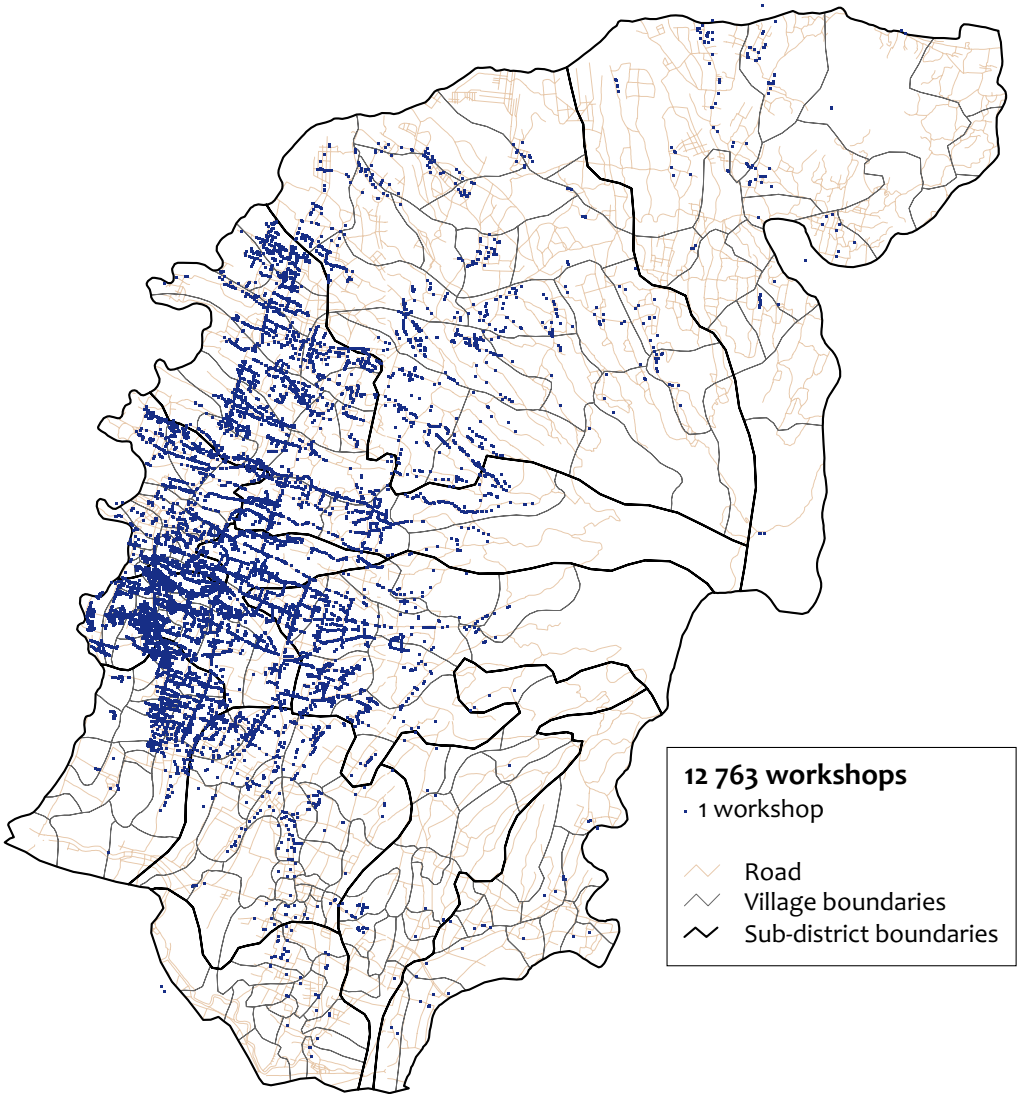 12 763 workshops
1 workshop
Road
Village boundaries
Sub-district boundaries